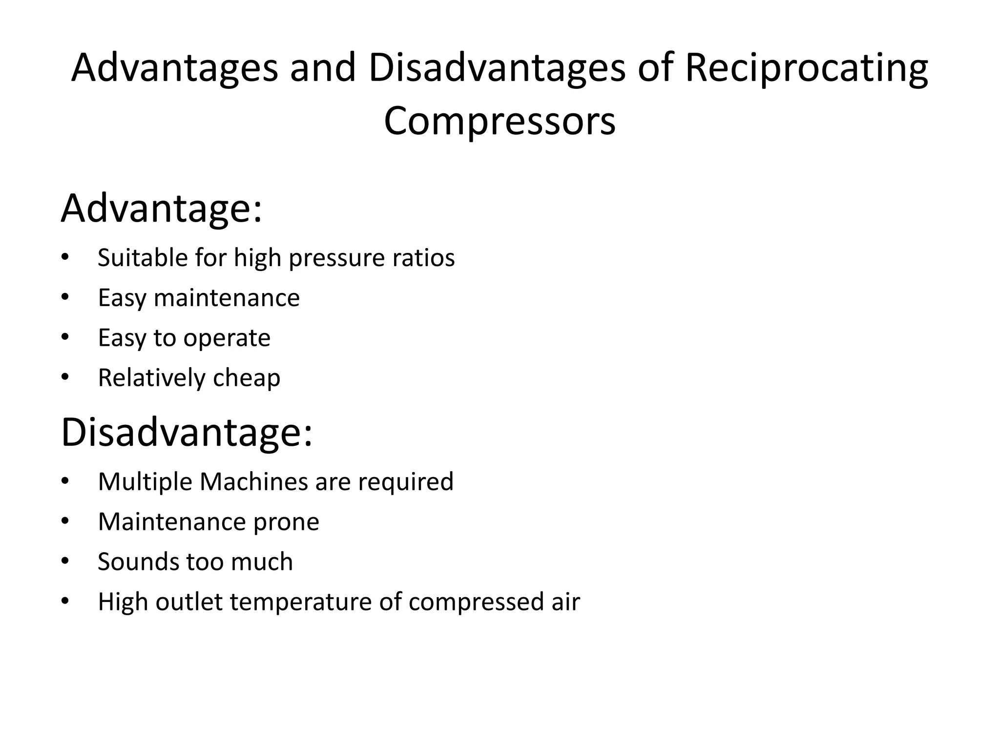 Advantages and Disadvantages of Reciprocating
Compressors
Advantage:
• Suitable for high pressure ratios
• Easy maintenance
• Easy to operate
• Relatively cheap
Disadvantage:
• Multiple Machines are required
• Maintenance prone
• Sounds too much
• High outlet temperature of compressed air